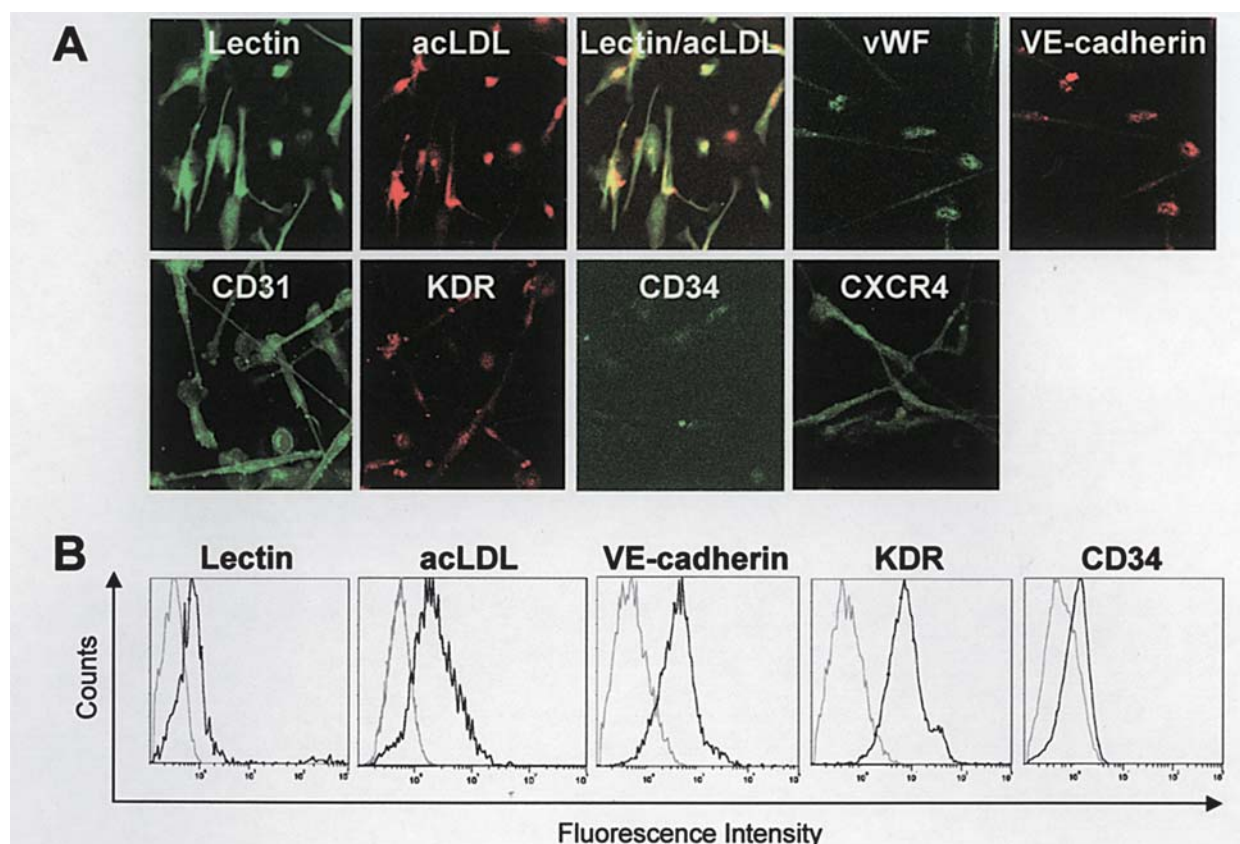 A
Lectin acLDL Lectin/acLDL vWF VE-cadherin
CD31 KDR CD34 CXCR4
B
Lectin acLDL VE-cadherin KDR CD34
Counts
Fluorescence Intensity